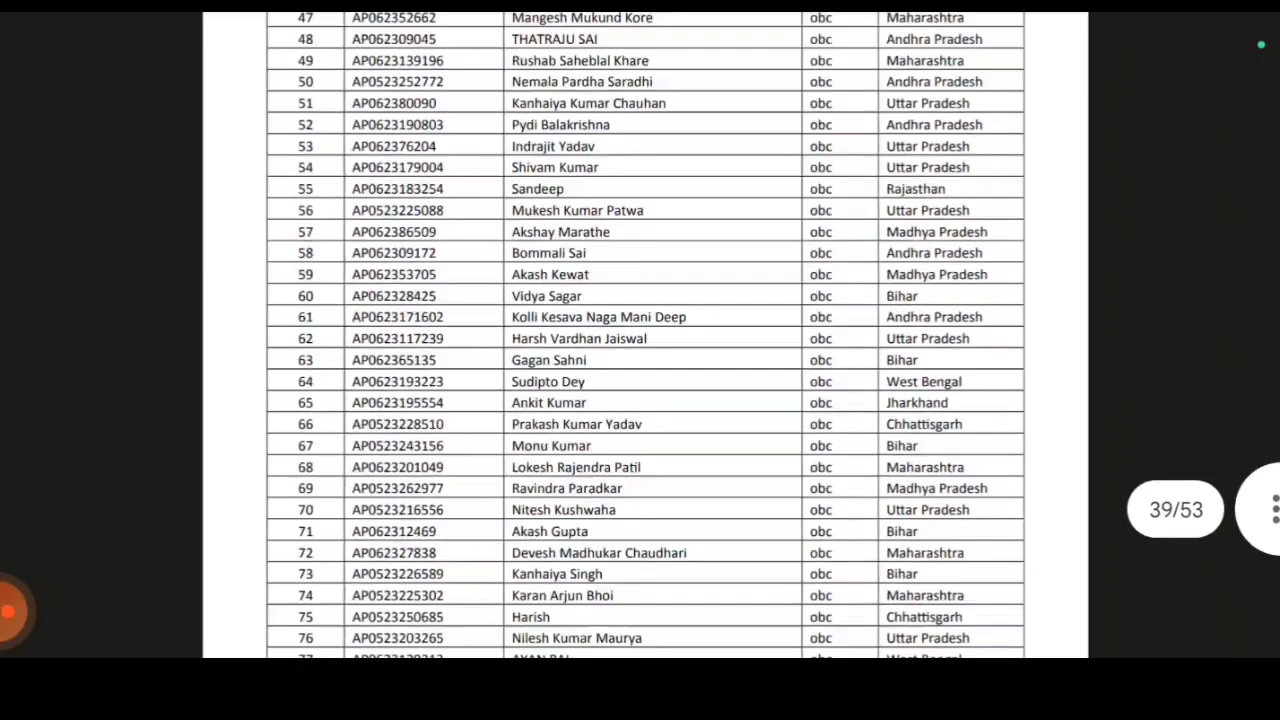 47 AP062352662 Mangesh Mukund Kore obc Maharashtra
48 AP062309045 THATRAJU SAI obc Andhra Pradesh
49 AP0623139196 Rushab Saheblal Khare obc Maharashtra
50 AP0523252772 Nemala Pardha Saradhi obc Andhra Pradesh
51 AP062380090 Kanhaiya Kumar Chauhan obc Uttar Pradesh
52 AP0623190803 Pydi Balakrishna obc Andhra Pradesh
53 AP062376204 Indrajit Yadav obc Uttar Pradesh
54 AP0623179004 Shivam Kumar obc Uttar Pradesh
55 AP0623183254 Sandeep obc Rajasthan
56 AP0523225088 Mukesh Kumar Patwa obc Uttar Pradesh
57 AP062386509 Akshay Marathe obc Madhya Pradesh
58 AP062309172 Bommali Sai obc Andhra Pradesh
59 AP062353705 Akash Kewat obc Madhya Pradesh
60 AP062328425 Vidya Sagar obc Bihar
61 AP0623171602 Kolli Kesava Naga Mani Deep obc Andhra Pradesh
62 AP0623117239 Harsh Vardhan Jaiswal obc Uttar Pradesh
63 AP062365135 Gagan Sahni obc Bihar
64 AP0623193223 Sudipto Dey obc West Bengal
65 AP0623195554 Ankit Kumar obc Jharkhand
66 AP0523228510 Prakash Kumar Yadav obc Chhattisgarh
67 AP0523243156 Monu Kumar obc Bihar
68 AP0623201049 Lokesh Rajendra Patil obc Maharashtra
69 AP0523262977 Ravindra Paradkar obc Madhya Pradesh
70 AP0523216556 Nitesh Kushwaha obc Uttar Pradesh
71 AP062312469 Akash Gupta obc Bihar
72 AP062327838 Devesh Madhukar Chaudhari obc Maharashtra
73 AP0523226589 Kanhaiya Singh obc Bihar
74 AP0523225302 Karan Arjun Bhoi obc Maharashtra
75 AP0523250685 Harish obc Chhattisgarh
76 AP0523203265 Nilesh Kumar Maurya obc Uttar Pradesh
39/53